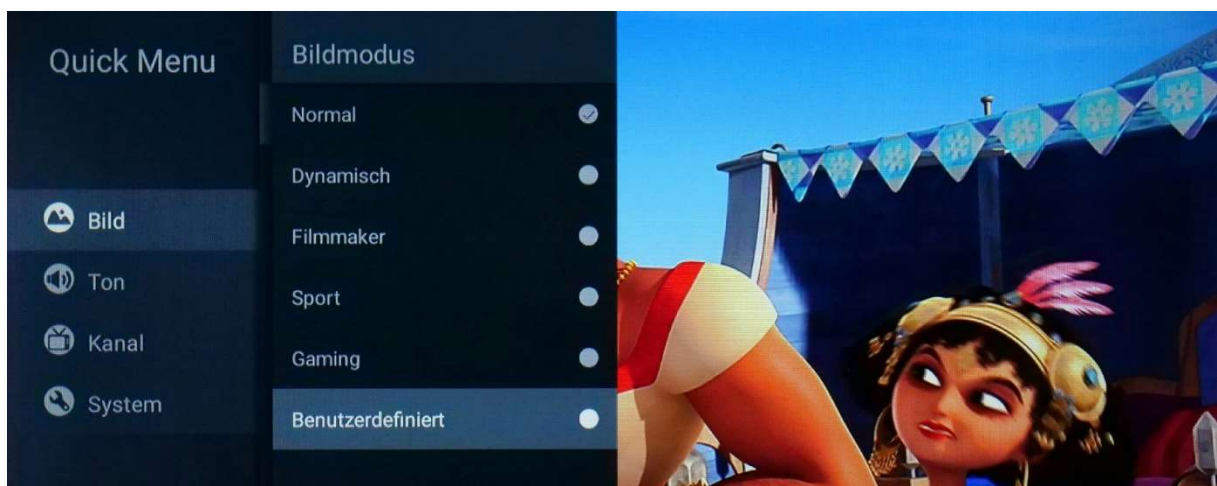 Quick Menu
Bild
Ton
Kanal
System
Bildmodus
Normal
Dynamisch
Filmmaker
Sport
Gaming
Benutzerdefiniert